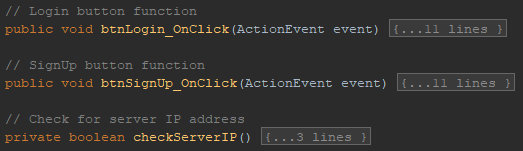 // Login button function
public void btnLogin_OnClick(ActionEvent event) {...11 lines }
// SignUp button function
public void btnSignUp_OnClick(ActionEvent event) {...11 lines }
// Check for server IP address
private boolean checkServerIP() {...3 lines }